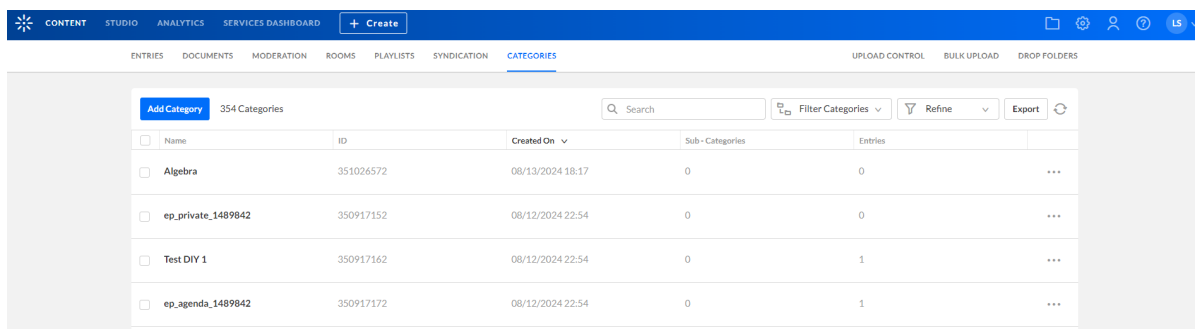 CONTENT STUDIO ANALYTICS SERVICES DASHBOARD + Create LS
ENTRIES DOCUMENTS MODERATION ROOMS PLAYLISTS SYNDICATION CATEGORIES UPLOAD CONTROL BULK UPLOAD DROP FOLDERS
Add Category 354 Categories Search Filter Categories Refine Export
Name ID Created On Sub - Categories Entries
Algebra 351026572 08/13/2024 18:17 0 0
ep_private_1489842 350917152 08/12/2024 22:54 0 0
Test DIY 1 350917162 08/12/2024 22:54 0 1
ep_agenda_1489842 350917172 08/12/2024 22:54 0 1